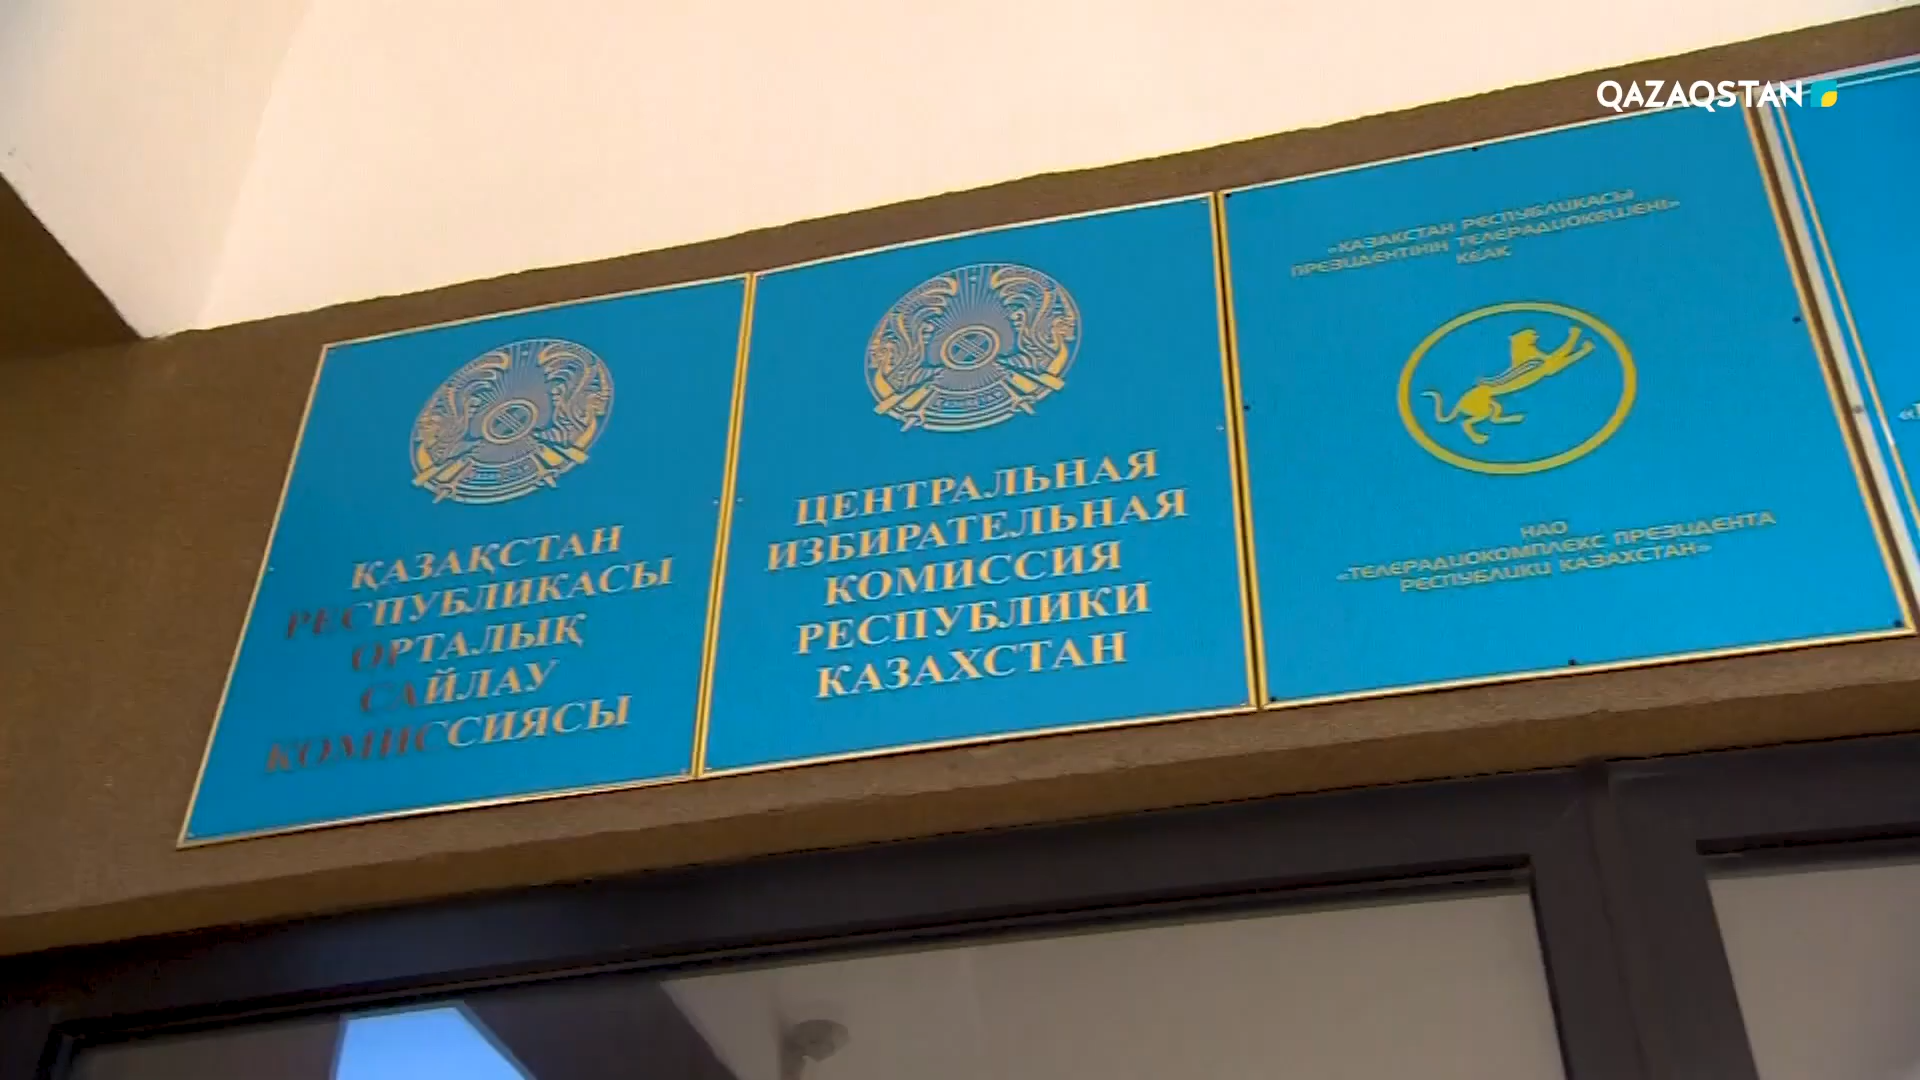 QAZAQSTAN
ҚАЗАҚСТАН
РЕСПУБЛИКАСЫ
ОРТАЛЫҚ
САЙЛАУ
КОМИССИЯСЫ
ЦЕНТРАЛЬНАЯ
ИЗБИРАТЕЛЬНАЯ
КОМИССИЯ
РЕСПУБЛИКИ
КАЗАХСТАН
«ҚАЗАҚСТАН РЕСПУБЛИКАСЫ
ПРЕЗИДЕНТІНІҢ ТЕЛЕРАДИОКЕШЕНІ»
КЕАҚ
НАО
«ТЕЛЕРАДИОКОМПЛЕКС ПРЕЗИДЕНТА
РЕСПУБЛИКИ КАЗАХСТАН»